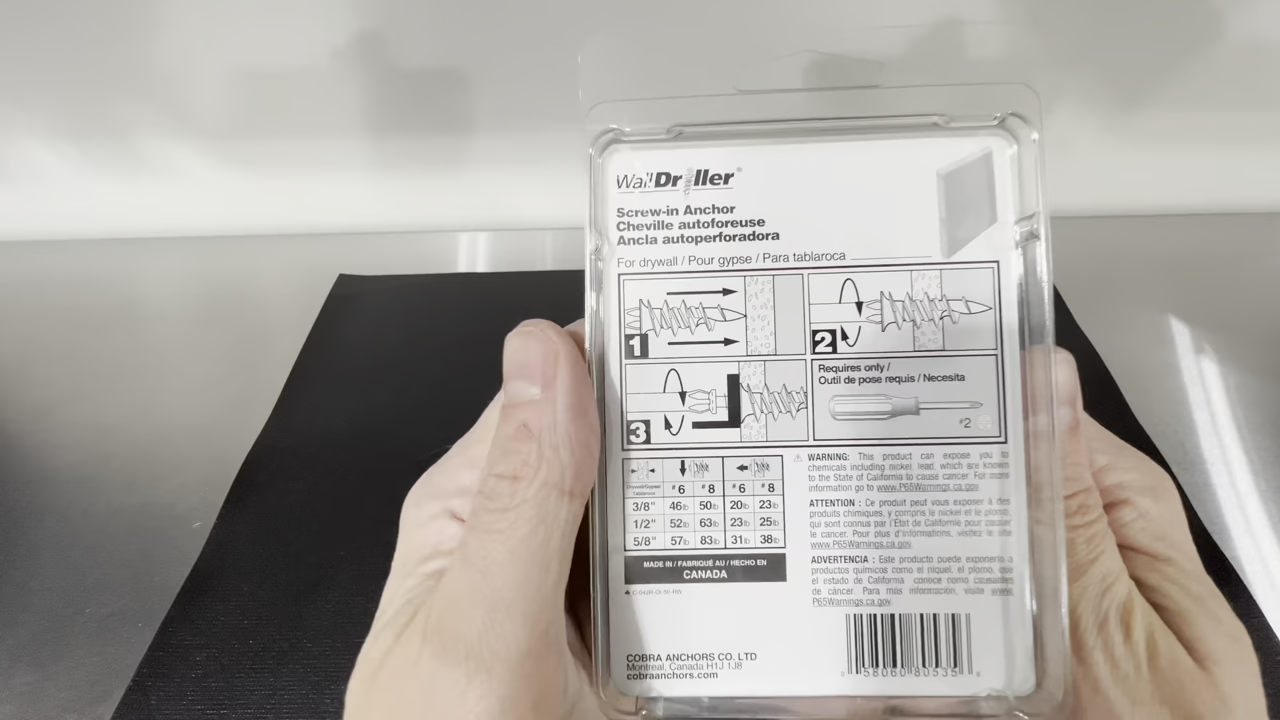 WallDriller®
Screw-in Anchor
Cheville autoforeuse
Ancla autoperforadora
For drywall / Pour gypse / Para tablaroca
1
2
3
Requires only /
Outil de pose requis / Necesita
#2
Drywall/Gypse/
Tablaroca
#6 #8 #6 #8
3/8" 46lb 50lb 20lb 23lb
1/2" 52lb 63lb 23lb 25lb
5/8" 57lb 83lb 31lb 38lb
MADE IN / FABRIQUÉ AU / HECHO EN
CANADA
COBRA ANCHORS CO. LTD
Montreal, Canada H1J 1J8
cobraanchors.com
WARNING: This product can expose you to
chemicals including nickel, lead, which are known
to the State of California to cause cancer. For more
information go to www.P65Warnings.ca.gov
ATTENTION : Ce produit peut vous exposer à des
produits chimiques, y compris le nickel et le plomb,
qui sont connus par l'État de Californie pour causer
le cancer. Pour plus d'informations, visitez le site
www.P65Warnings.ca.gov.
ADVERTENCIA : Este producto puede exponerlo a
productos químicos como el níquel, el plomo, que
el estado de California conoce como causantes
de cáncer. Para más información, visite www.
P65Warnings.ca.gov.
58060 80535